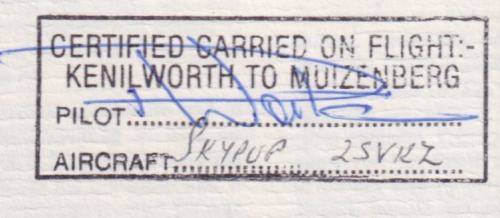 CERTIFIED CARRIED ON FLIGHT:-
KENILWORTH TO MUIZENBERG
PILOT
AIRCRAFT SKYPUP ZSVKZ